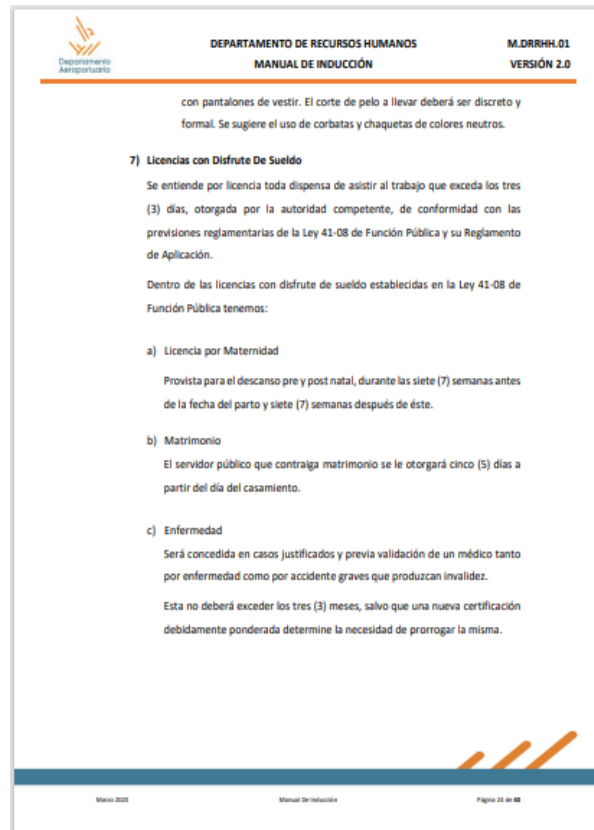 Departamento
Aeroportuario
DEPARTAMENTO DE RECURSOS HUMANOS
MANUAL DE INDUCCIÓN
M.DRRHH.01
VERSIÓN 2.0
con pantalones de vestir. El corte de pelo a llevar deberá ser discreto y
formal. Se sugiere el uso de corbatas y chaquetas de colores neutros.
7) Licencias con Disfrute De Sueldo
Se entiende por licencia toda dispensa de asistir al trabajo que exceda los tres
(3) días, otorgada por la autoridad competente, de conformidad con las
previsiones reglamentarias de la Ley 41-08 de Función Pública y su Reglamento
de Aplicación.
Dentro de las licencias con disfrute de sueldo establecidas en la Ley 41-08 de
Función Pública tenemos:
a) Licencia por Maternidad
Provista para el descanso pre y post natal, durante las siete (7) semanas antes
de la fecha del parto y siete (7) semanas después de éste.
b) Matrimonio
El servidor público que contraiga matrimonio se le otorgará cinco (5) días a
partir del día del casamiento.
c) Enfermedad
Será concedida en casos justificados y previa validación de un médico tanto
por enfermedad como por accidente graves que produzcan invalidez.
Esta no deberá exceder los tres (3) meses, salvo que una nueva certificación
debidamente ponderada determine la necesidad de prorrogar la misma.
Marzo 2020
Manual De Inducción
Página 24 de 40